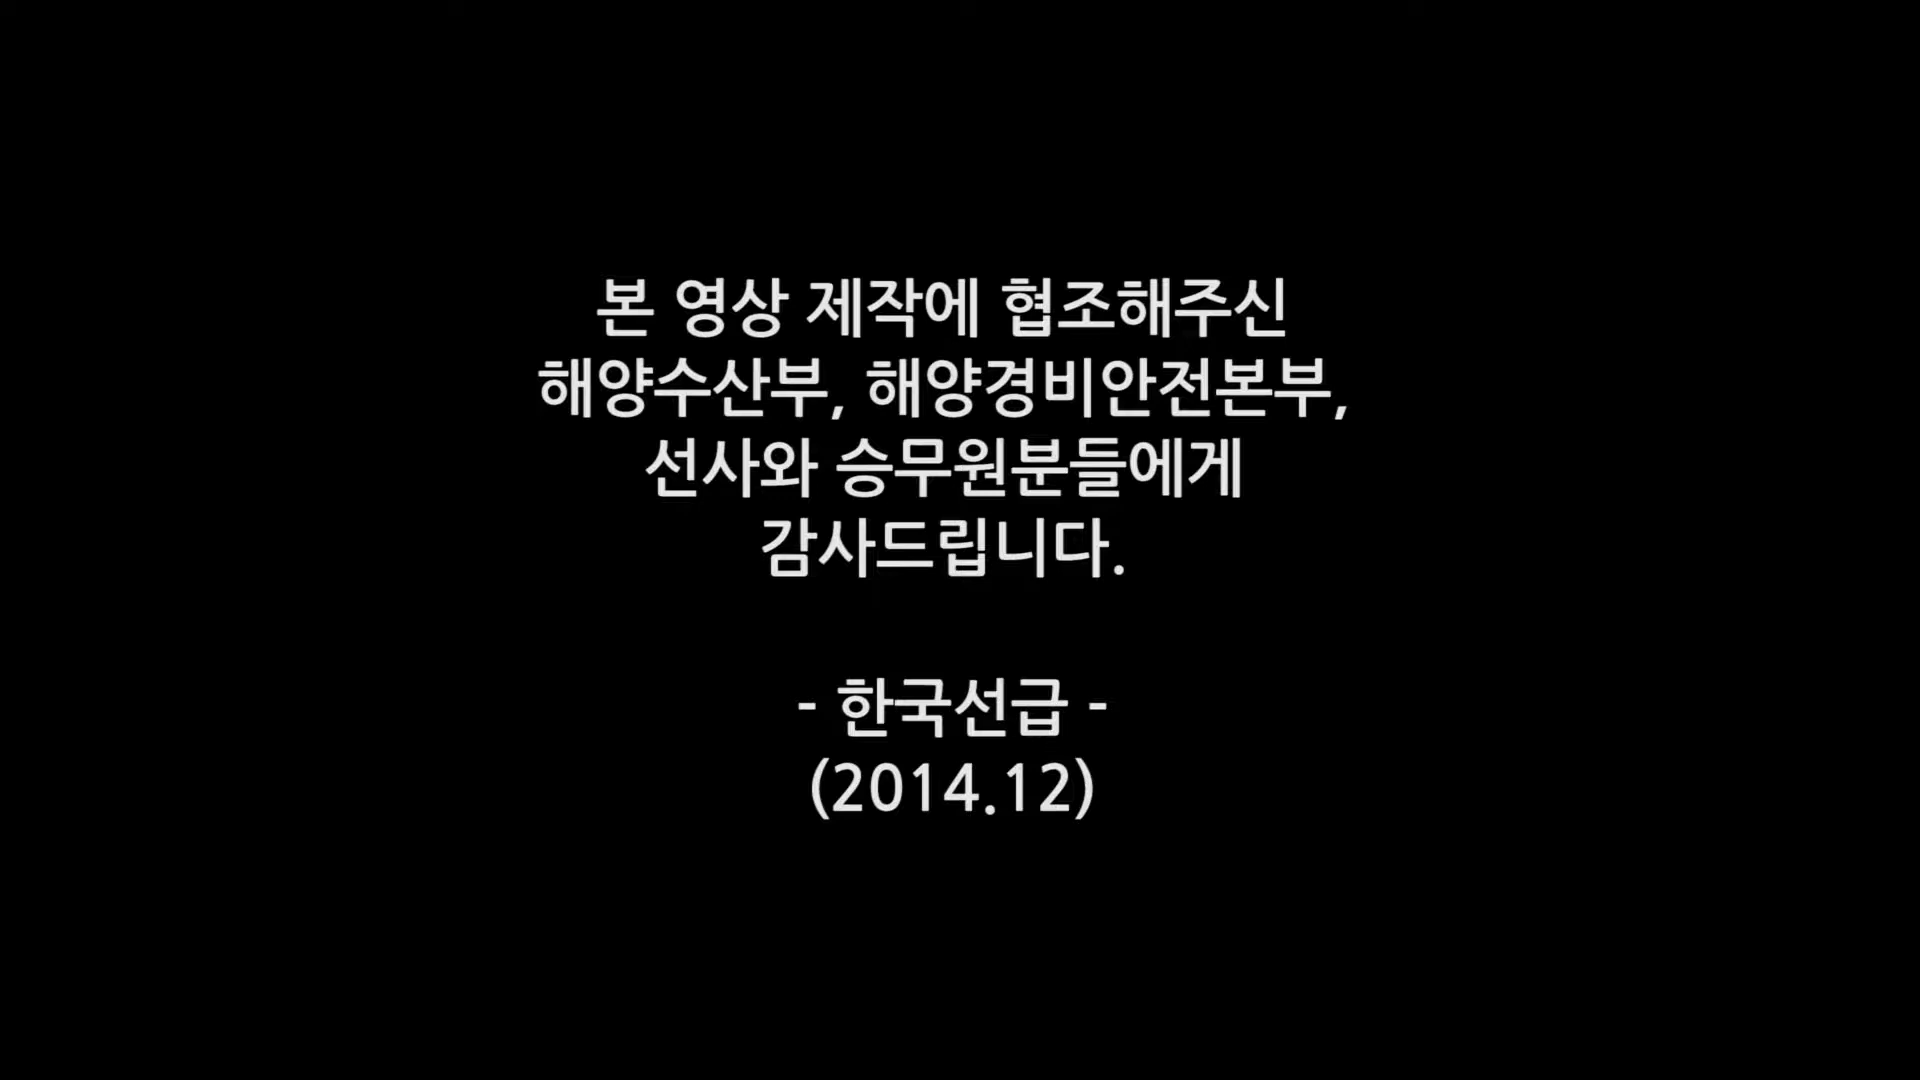 본 영상 제작에 협조해주신
해양수산부, 해양경비안전본부,
선사와 승무원분들에게
감사드립니다.
- 한국선급 -
(2014.12)